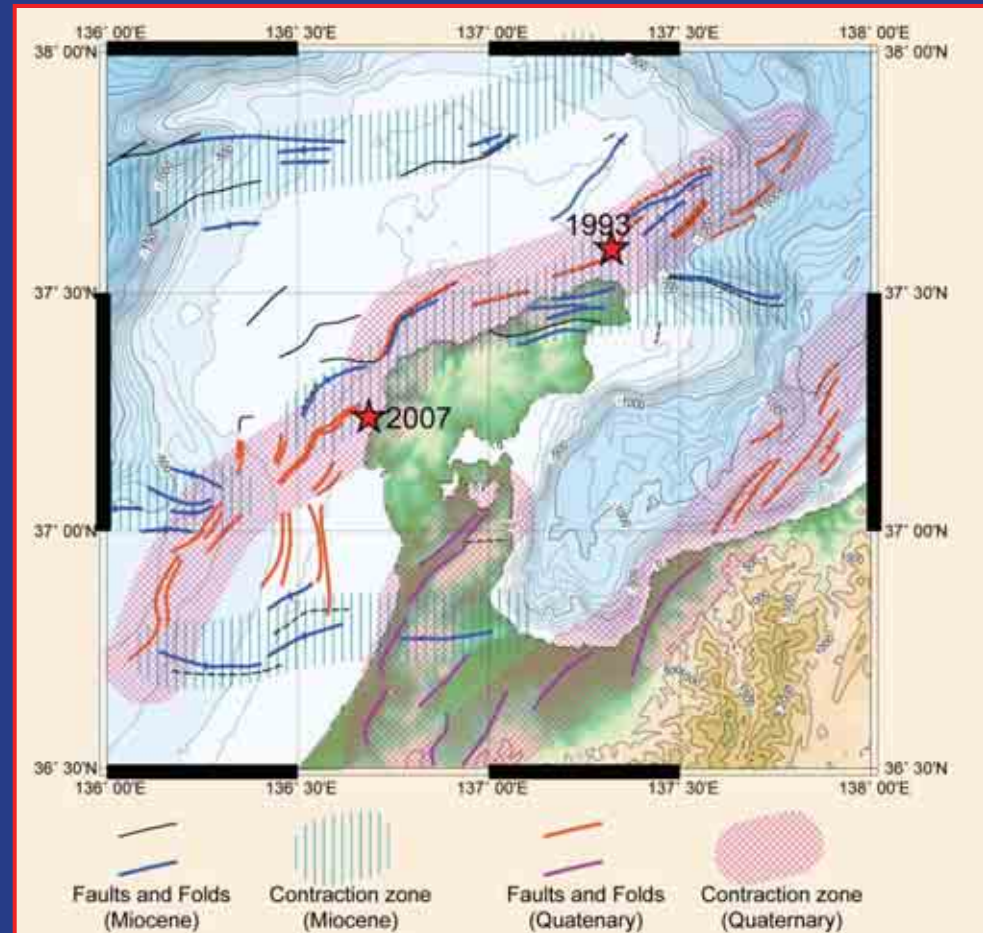 136° 00'E 136° 30'E 137° 00'E 137° 30'E 138° 00'E
38° 00'N 38° 00'N
1993
37° 30'N 37° 30'N
1000
2007
37° 00'N 37° 00'N
36° 30'N 36° 30'N
136° 00'E 136° 30'E 137° 00'E 137° 30'E 138° 00'E
Faults and Folds
(Miocene)
Contraction zone
(Miocene)
Faults and Folds
(Quatenary)
Contraction zone
(Quaternary)